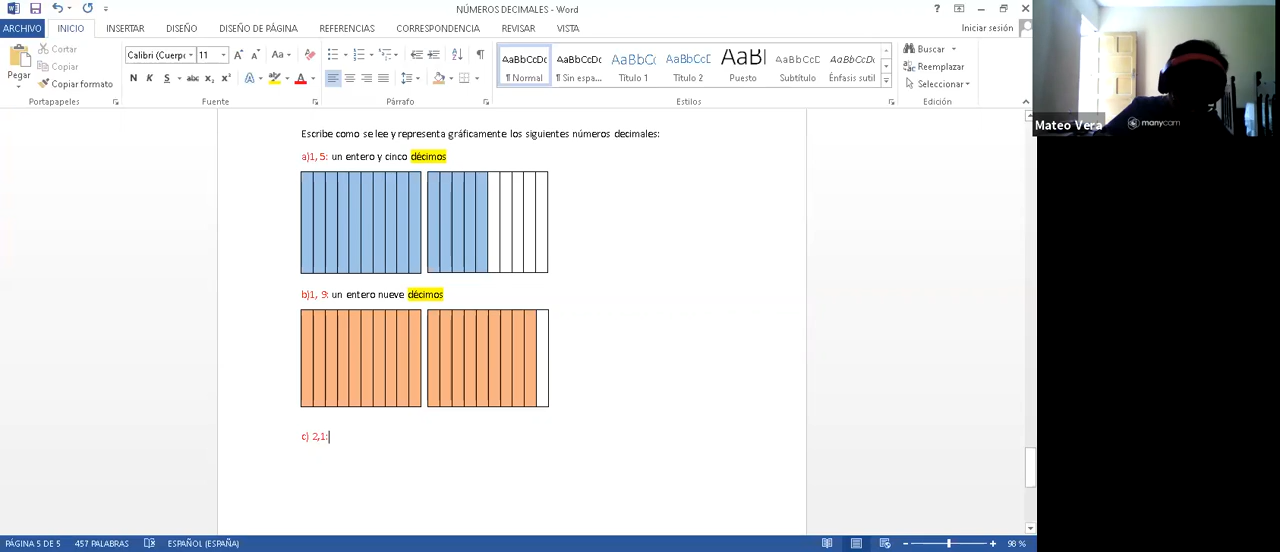 NÚMEROS DECIMALES - Word
ARCHIVO INICIO INSERTAR DISEÑO DISEÑO DE PÁGINA REFERENCIAS CORRESPONDENCIA REVISAR VISTA Iniciar sesión
Pegar
Cortar
Copiar
Copiar formato
Portapapeles
Calibri (Cuerp 11
N K S abc x₂ x²
Fuente
Párrafo
AaBbCcDc AaBbCcDc AaBbCc AaBbCcD AaBl AaBbCcD AaBbCcDc
¶ Normal ¶ Sin espa... Título 1 Título 2 Puesto Subtítulo Énfasis sutil
Estilos
Buscar
Reemplazar
Seleccionar
Edición
Mateo Vera manycam
Escribe como se lee y representa gráficamente los siguientes números decimales:
a)1, 5: un entero y cinco décimos
b)1, 9: un entero nueve décimos
c) 2,1:
PÁGINA 5 DE 5 457 PALABRAS ESPAÑOL (ESPAÑA) 98 %